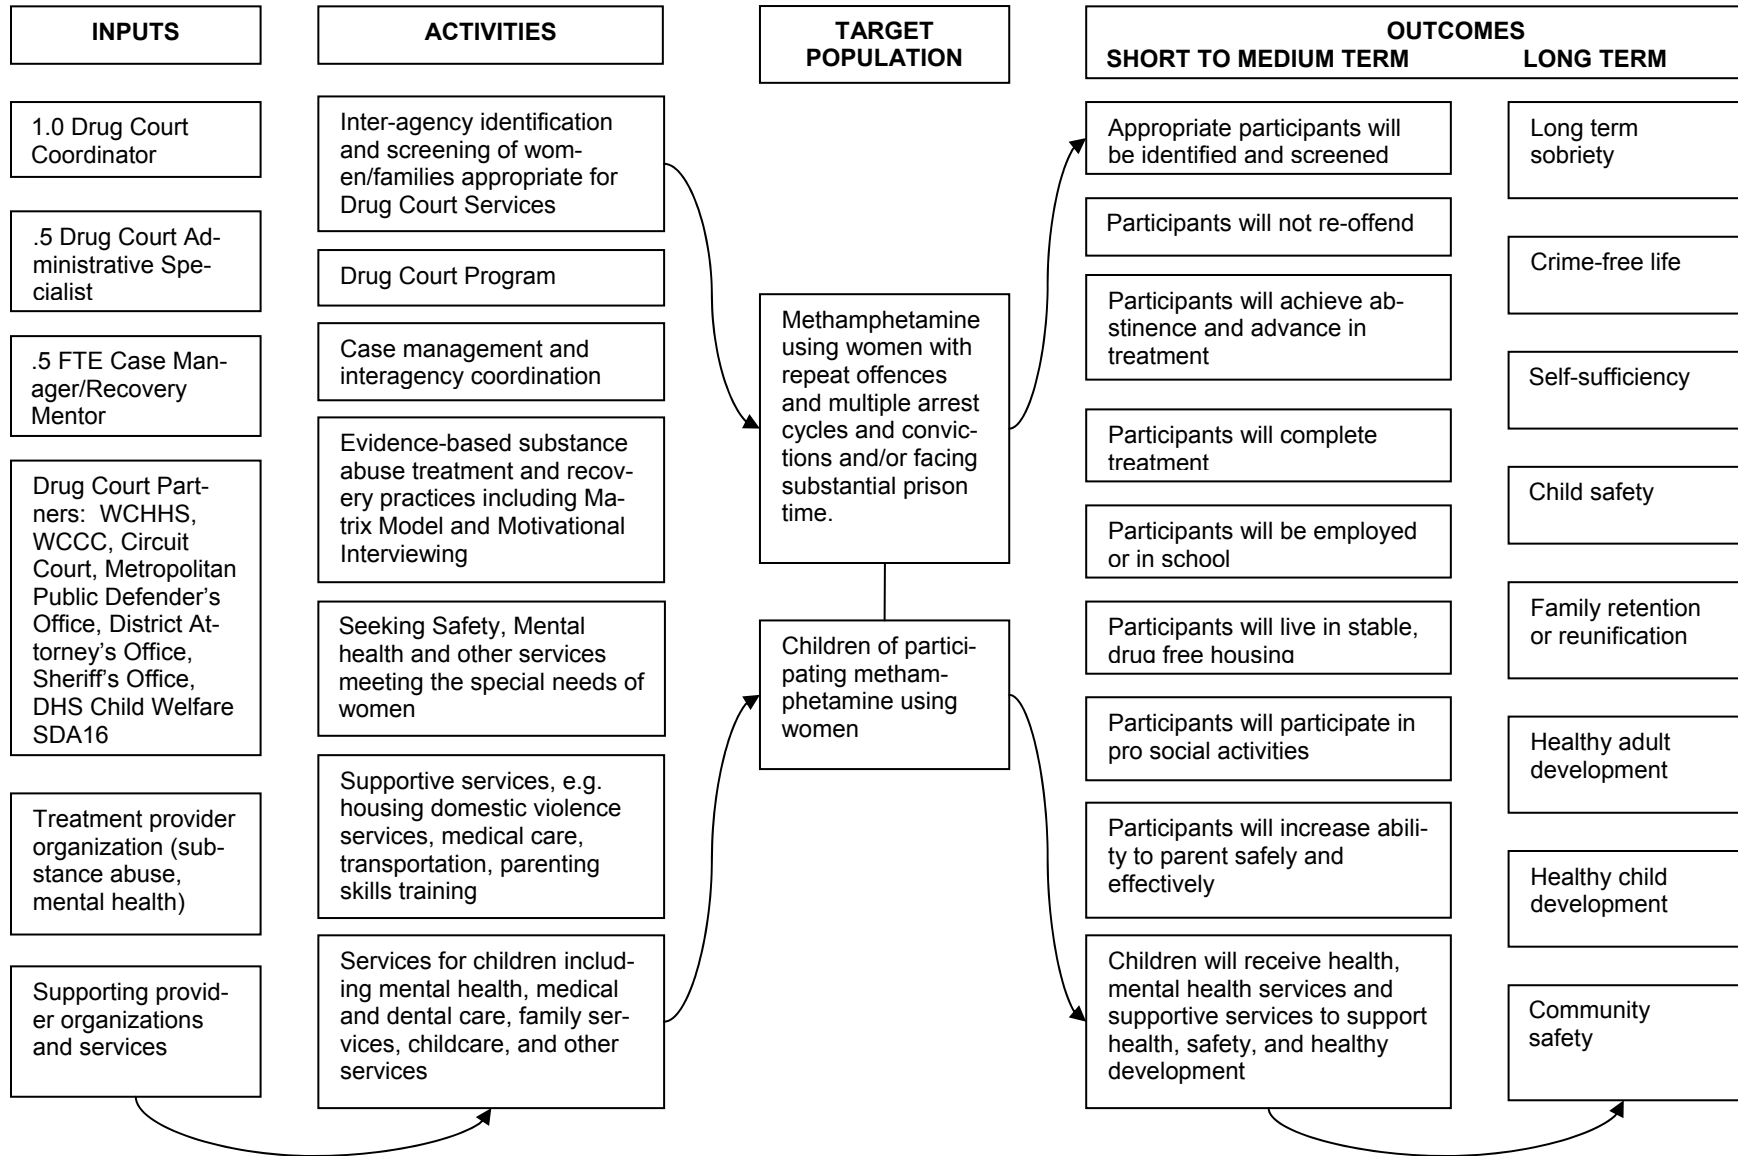 INPUTS
ACTIVITIES
TARGET
POPULATION
OUTCOMES
SHORT TO MEDIUM TERM
LONG TERM
1.0 Drug Court
Coordinator
.5 Drug Court Ad-
ministrative Spe-
cialist
.5 FTE Case Man-
ager/Recovery
Mentor
Drug Court Part-
ners:  WCHHS,
WCCC, Circuit
Court, Metropolitan
Public Defender's
Office, District At-
torney's Office,
Sheriff's Office,
DHS Child Welfare
SDA16
Treatment provider
organization (sub-
stance abuse,
mental health)
Supporting provid-
er organizations
and services
Inter-agency identification
and screening of wom-
en/families appropriate for
Drug Court Services
Drug Court Program
Case management and
interagency coordination
Evidence-based substance
abuse treatment and recov-
ery practices including Ma-
trix Model and Motivational
Interviewing
Seeking Safety, Mental
health and other services
meeting the special needs of
women
Supportive services, e.g.
housing domestic violence
services, medical care,
transportation, parenting
skills training
Services for children includ-
ing mental health, medical
and dental care, family ser-
vices, childcare, and other
services
Methamphetamine
using women with
repeat offences
and multiple arrest
cycles and convic-
tions and/or facing
substantial prison
time.
Children of partici-
pating metham-
phetamine using
women
Appropriate participants will
be identified and screened
Participants will not re-offend
Participants will achieve ab-
stinence and advance in
treatment
Participants will complete
treatment
Participants will be employed
or in school
Participants will live in stable,
drug free housing
Participants will participate in
pro social activities
Participants will increase abili-
ty to parent safely and
effectively
Children will receive health,
mental health services and
supportive services to support
health, safety, and healthy
development
Long term
sobriety
Crime-free life
Self-sufficiency
Child safety
Family retention
or reunification
Healthy adult
development
Healthy child
development
Community
safety